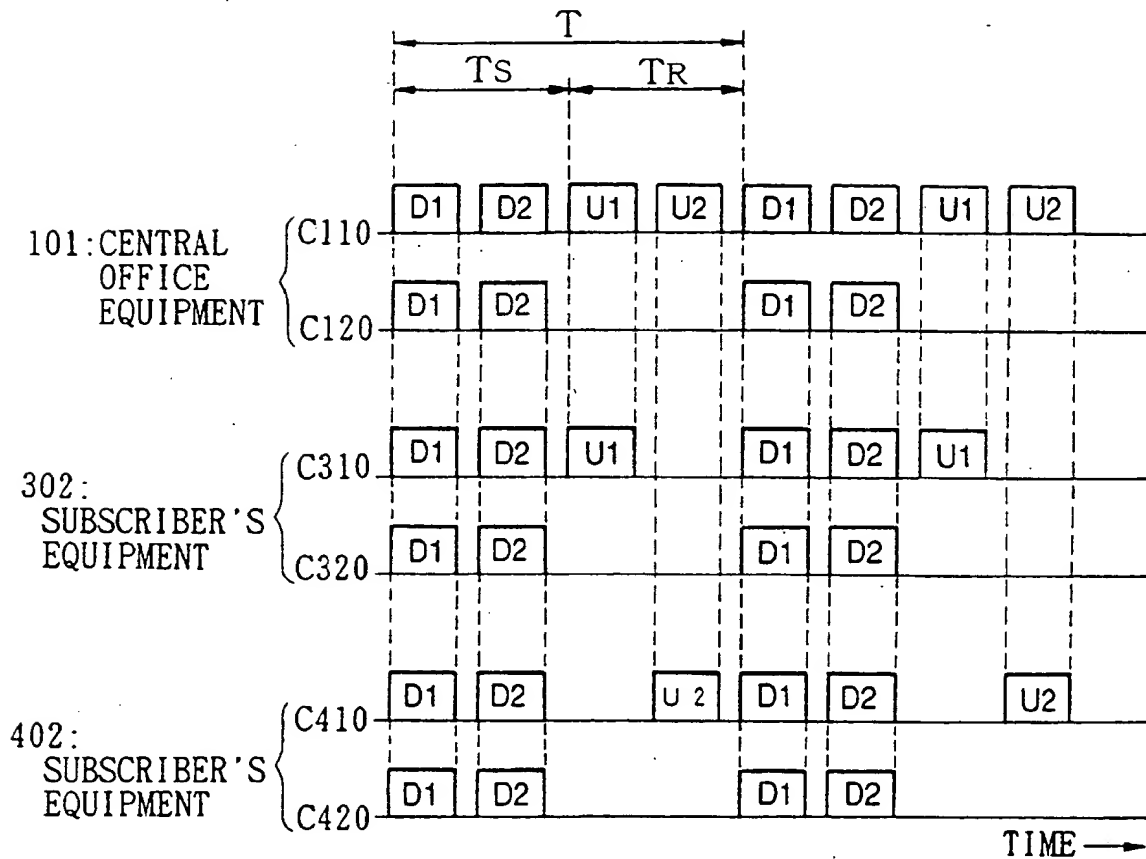 T
TS TR
101:CENTRAL OFFICE EQUIPMENT
C110 D1 D2 U1 U2 D1 D2 U1 U2
C120 D1 D2 D1 D2
302: SUBSCRIBER'S EQUIPMENT
C310 D1 D2 U1 D1 D2 U1
C320 D1 D2 D1 D2
402: SUBSCRIBER'S EQUIPMENT
C410 D1 D2 U 2 D1 D2 U2
C420 D1 D2 D1 D2
TIME